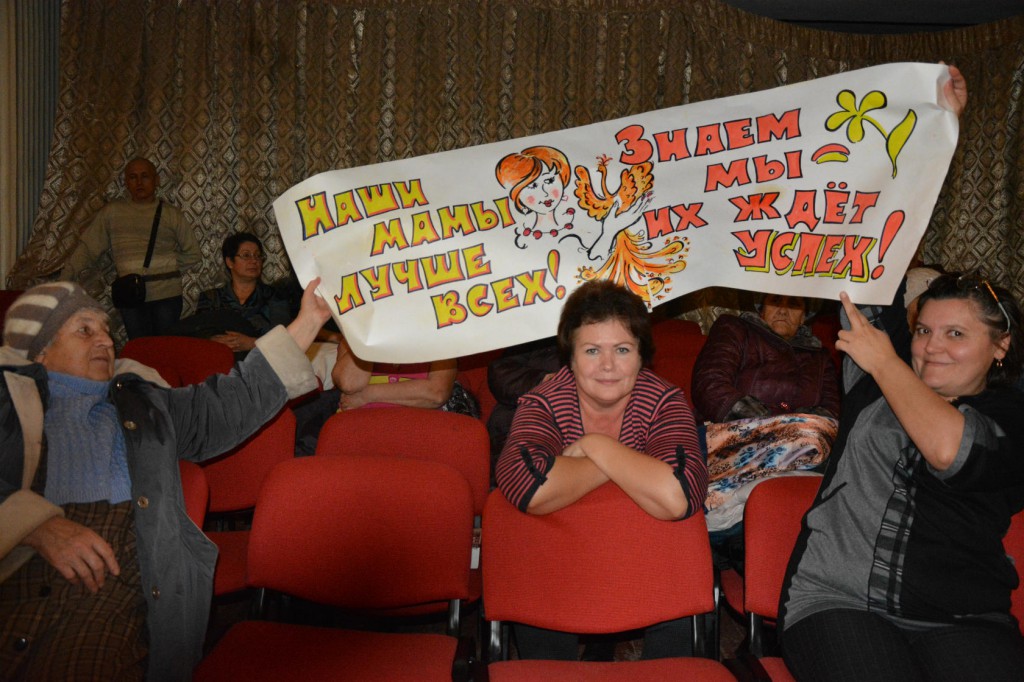 Наши
мамы
лучше
всех!
Знаем
мы
их ждёт
успех!